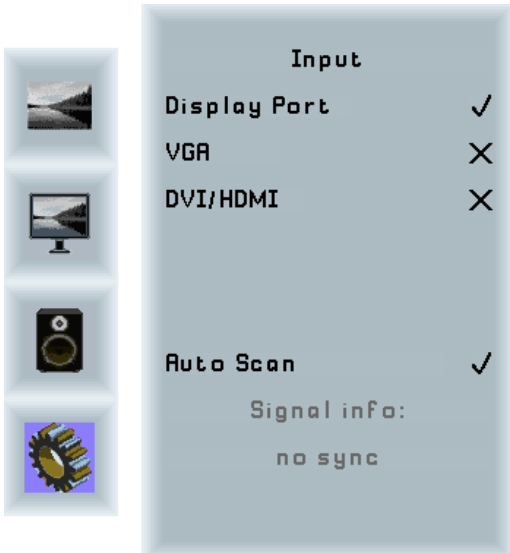 Input
Display Port ✓
VGA ✕
DVI/HDMI ✕
Auto Scan ✓
Signal info:
no sync